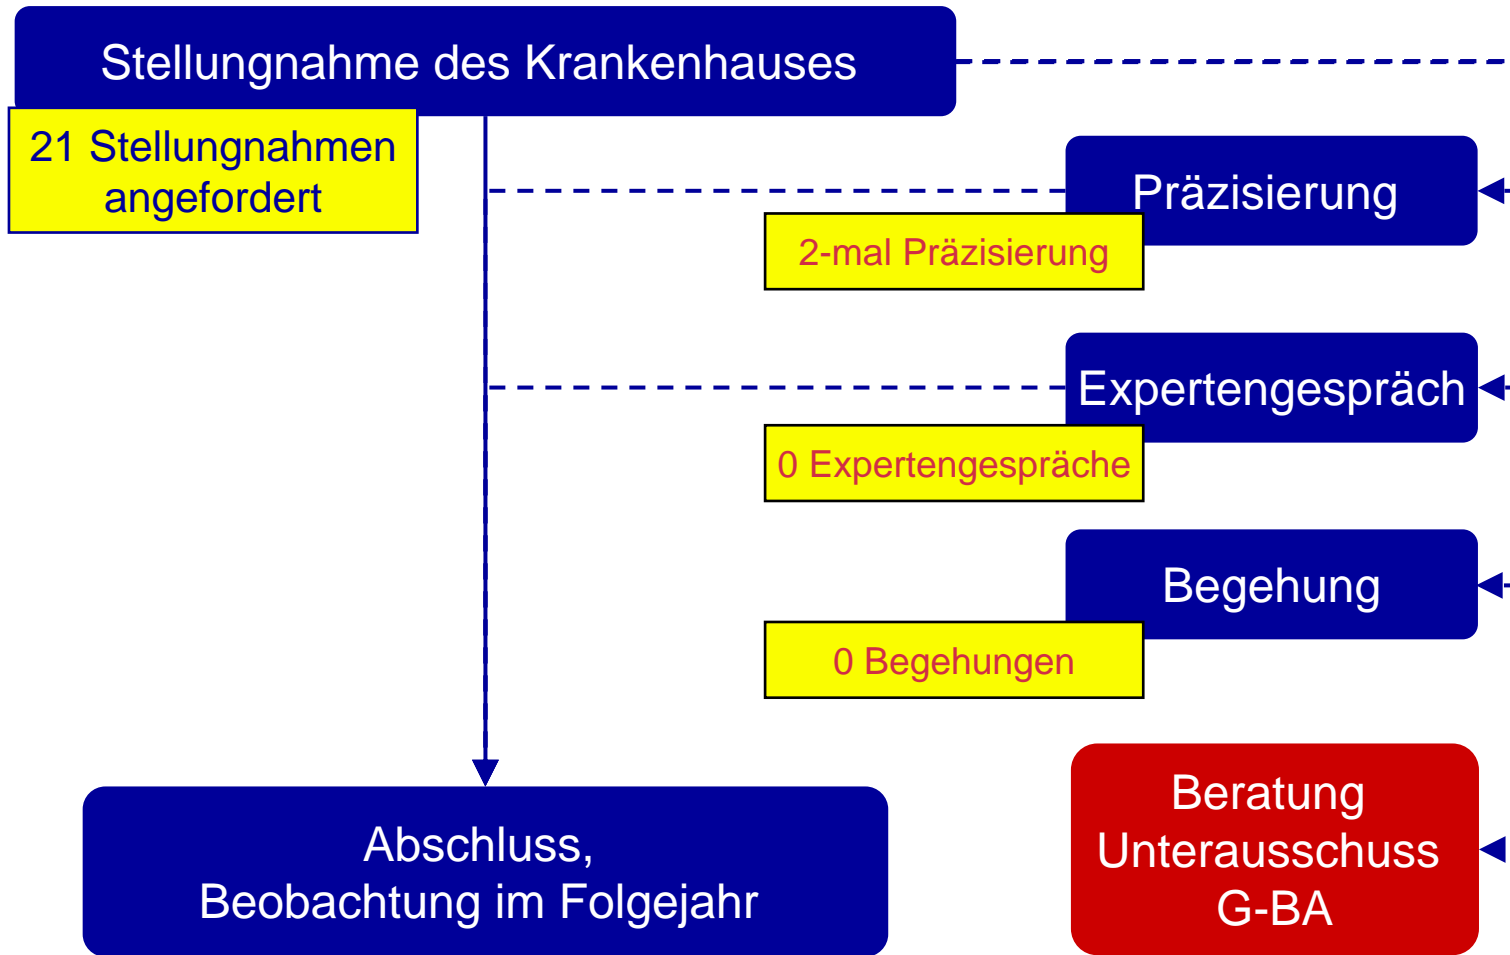 Stellungnahme des Krankenhauses
21 Stellungnahmen
angefordert
Präzisierung
2-mal Präzisierung
Expertengespräch
0 Expertengespräche
Begehung
0 Begehungen
Abschluss,
Beobachtung im Folgejahr
Beratung
Unterausschuss
G-BA